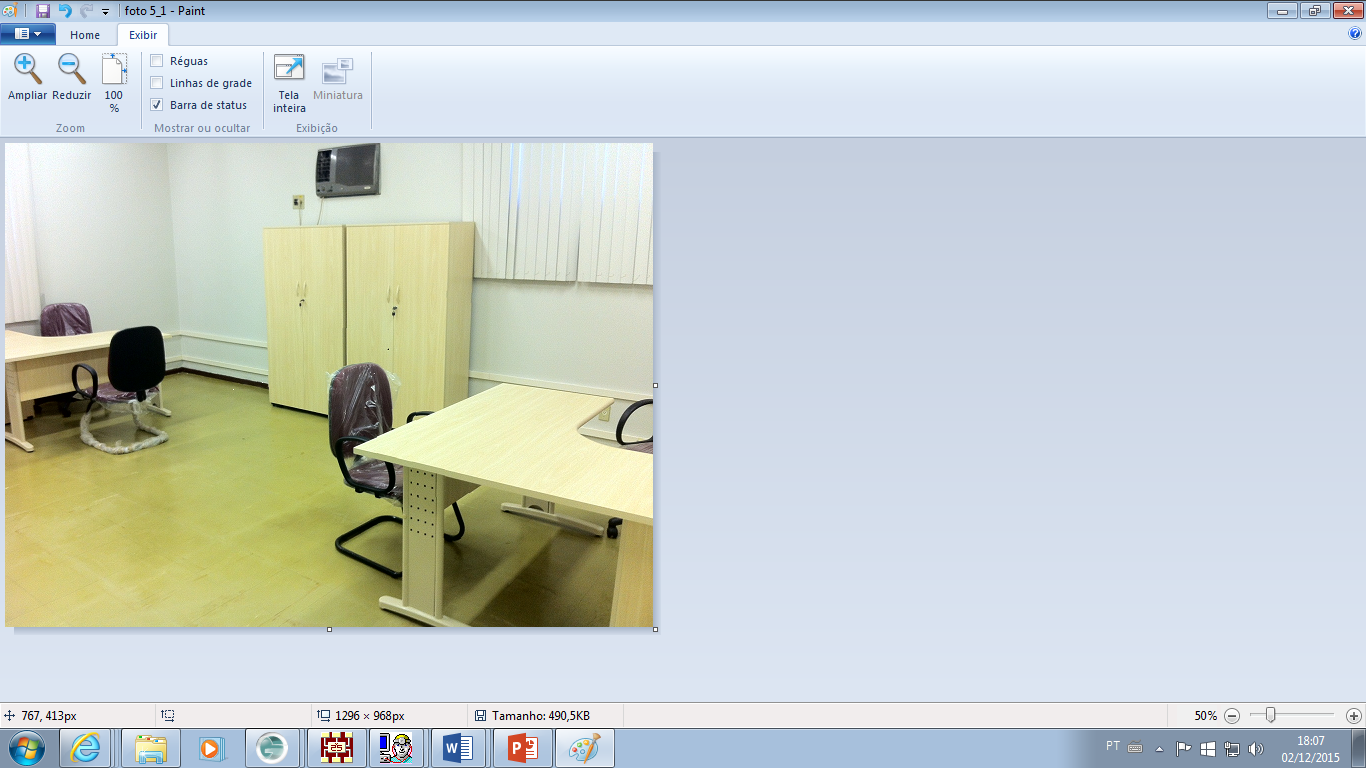 foto 5_1 - Paint
Home
Exibir
Ampliar
Reduzir
100
%
Réguas
Linhas de grade
Barra de status
Tela
inteira
Miniatura
Zoom
Mostrar ou ocultar
Exibição
767, 413px
1296 × 968px
Tamanho: 490,5KB
50%
PT
18:07
02/12/2015